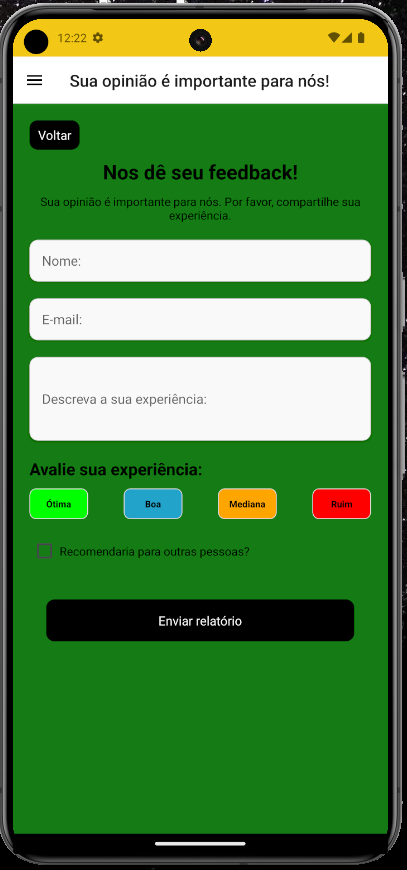 12:22
Sua opinião é importante para nós!
Voltar
Nos dê seu feedback!
Sua opinião é importante para nós. Por favor, compartilhe sua
experiência.
Nome:
E-mail:
Descreva a sua experiência:
Avalie sua experiência:
Ótima Boa Mediana Ruim
Recomendaria para outras pessoas?
Enviar relatório